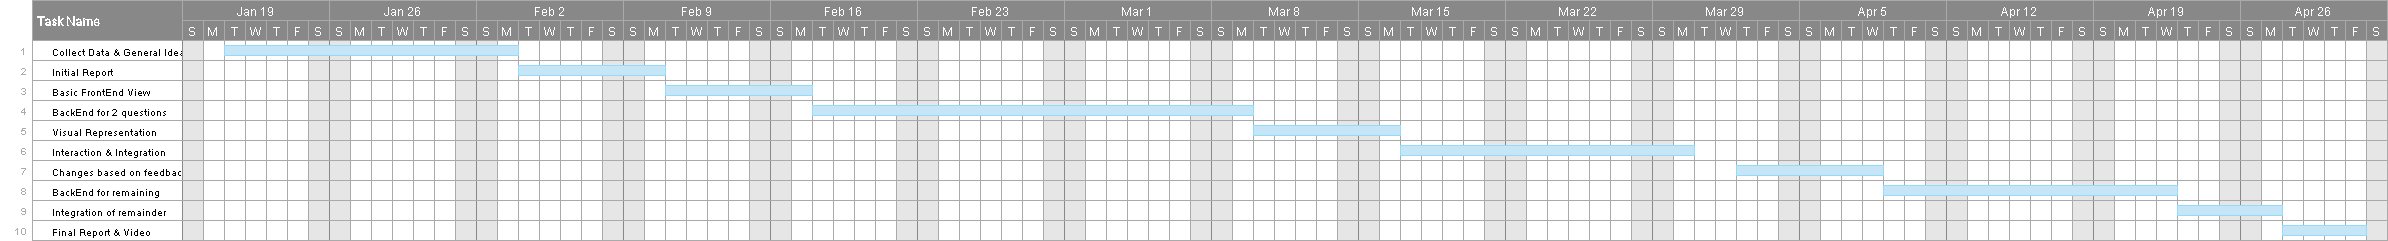 Task Name Jan 19 Jan 26 Feb 2 Feb 9 Feb 16 Feb 23 Mar 1 Mar 8 Mar 15 Mar 22 Mar 29 Apr 5 Apr 12 Apr 19 Apr 26
S M T W T F S S M T W T F S S M T W T F S S M T W T F S S M T W T F S S M T W T F S S M T W T F S S M T W T F S S M T W T F S S M T W T F S S M T W T F S S M T W T F S S M T W T F S S M T W T F S S M T W T F S
1 Collect Data & General Idea
2 Initial Report
3 Basic FrontEnd View
4 BackEnd for 2 questions
5 Visual Representation
6 Interaction & Integration
7 Changes based on feedbac
8 BackEnd for remaining
9 Integration of remainder
10 Final Report & Video